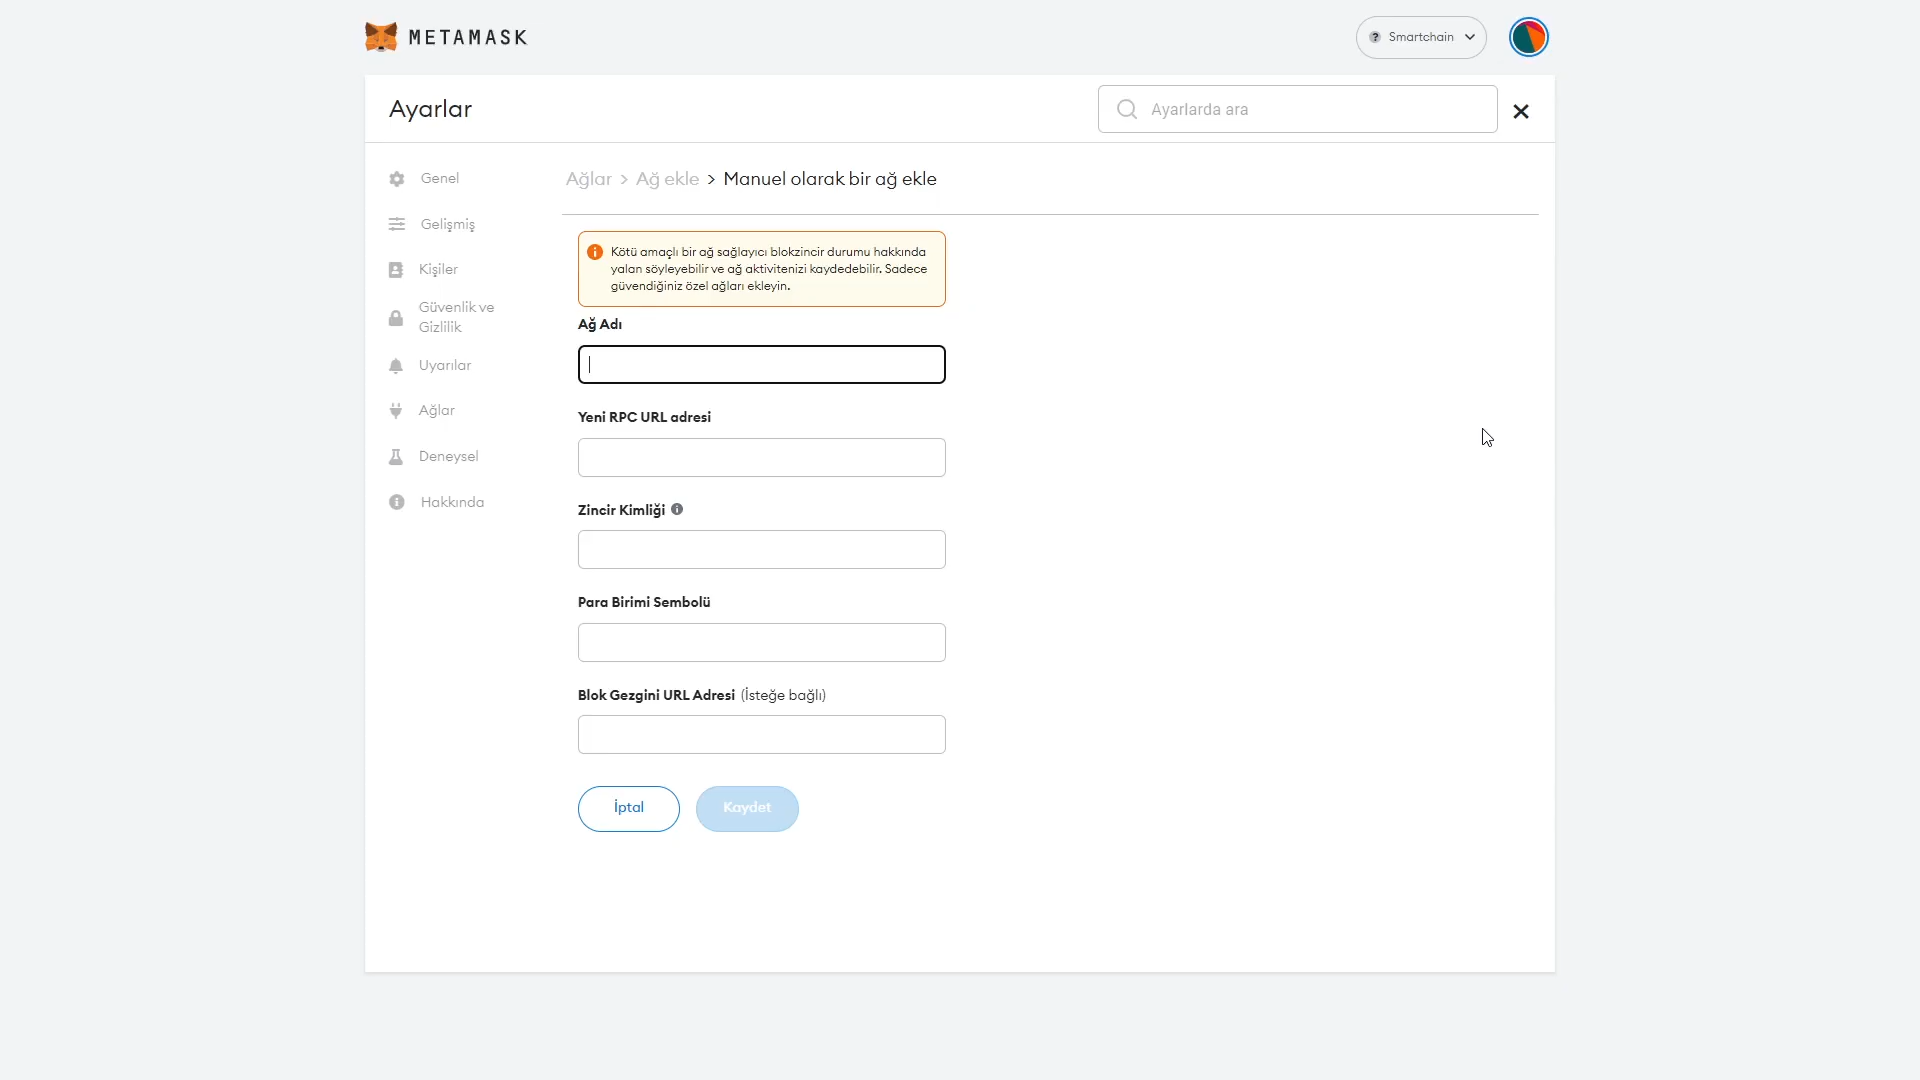 METAMASK
Smartchain
Ayarlar
Ayarlarda ara
Genel
Gelişmiş
Kişiler
Güvenlik ve
Gizlilik
Uyarılar
Ağlar
Deneysel
Hakkında
Ağlar > Ağ ekle > Manuel olarak bir ağ ekle
Kötü amaçlı bir ağ sağlayıcı blokzincir durumu hakkında
yalan söyleyebilir ve ağ aktivitenizi kaydedebilir. Sadece
güvendiğiniz özel ağları ekleyin.
Ağ Adı
Yeni RPC URL adresi
Zincir Kimliği
Para Birimi Sembolü
Blok Gezgini URL Adresi (İsteğe bağlı)
İptal
Kaydet